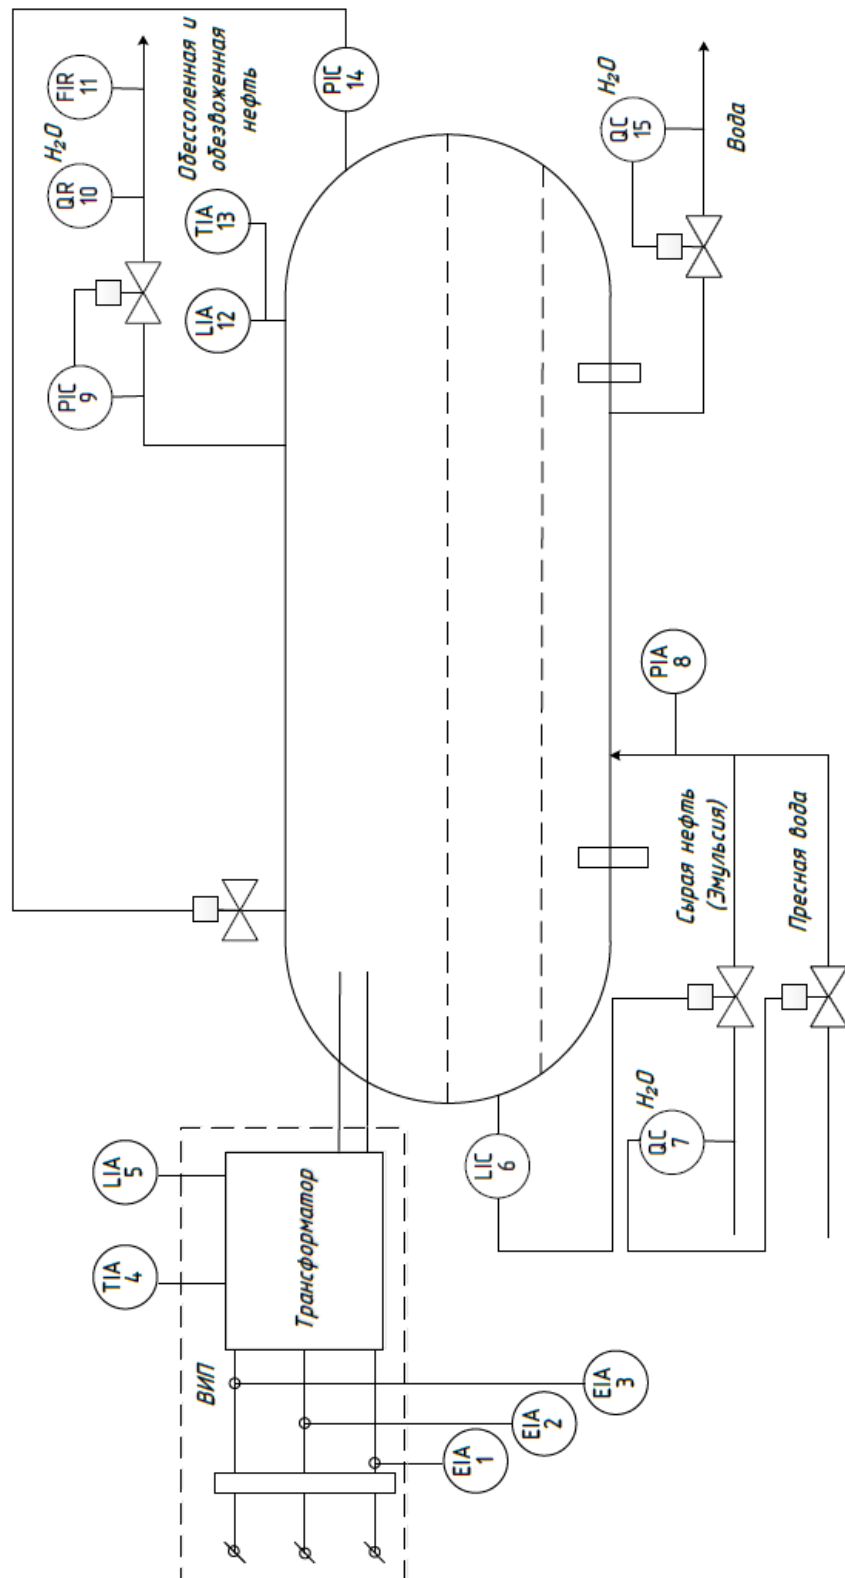 PIC
14
FIR
11
H₂O
QR
10
Обессоленная и
обезвоженная
нефть
TIA
13
LIA
12
PIC
9
H₂O
QC
15
Вода
PIA
8
Сырая нефть
(Эмульсия)
Пресная вода
H₂O
QC
7
LIC
6
LIA
5
TIA
4
Трансформатор
ВИП
EIA
3
EIA
2
EIA
1